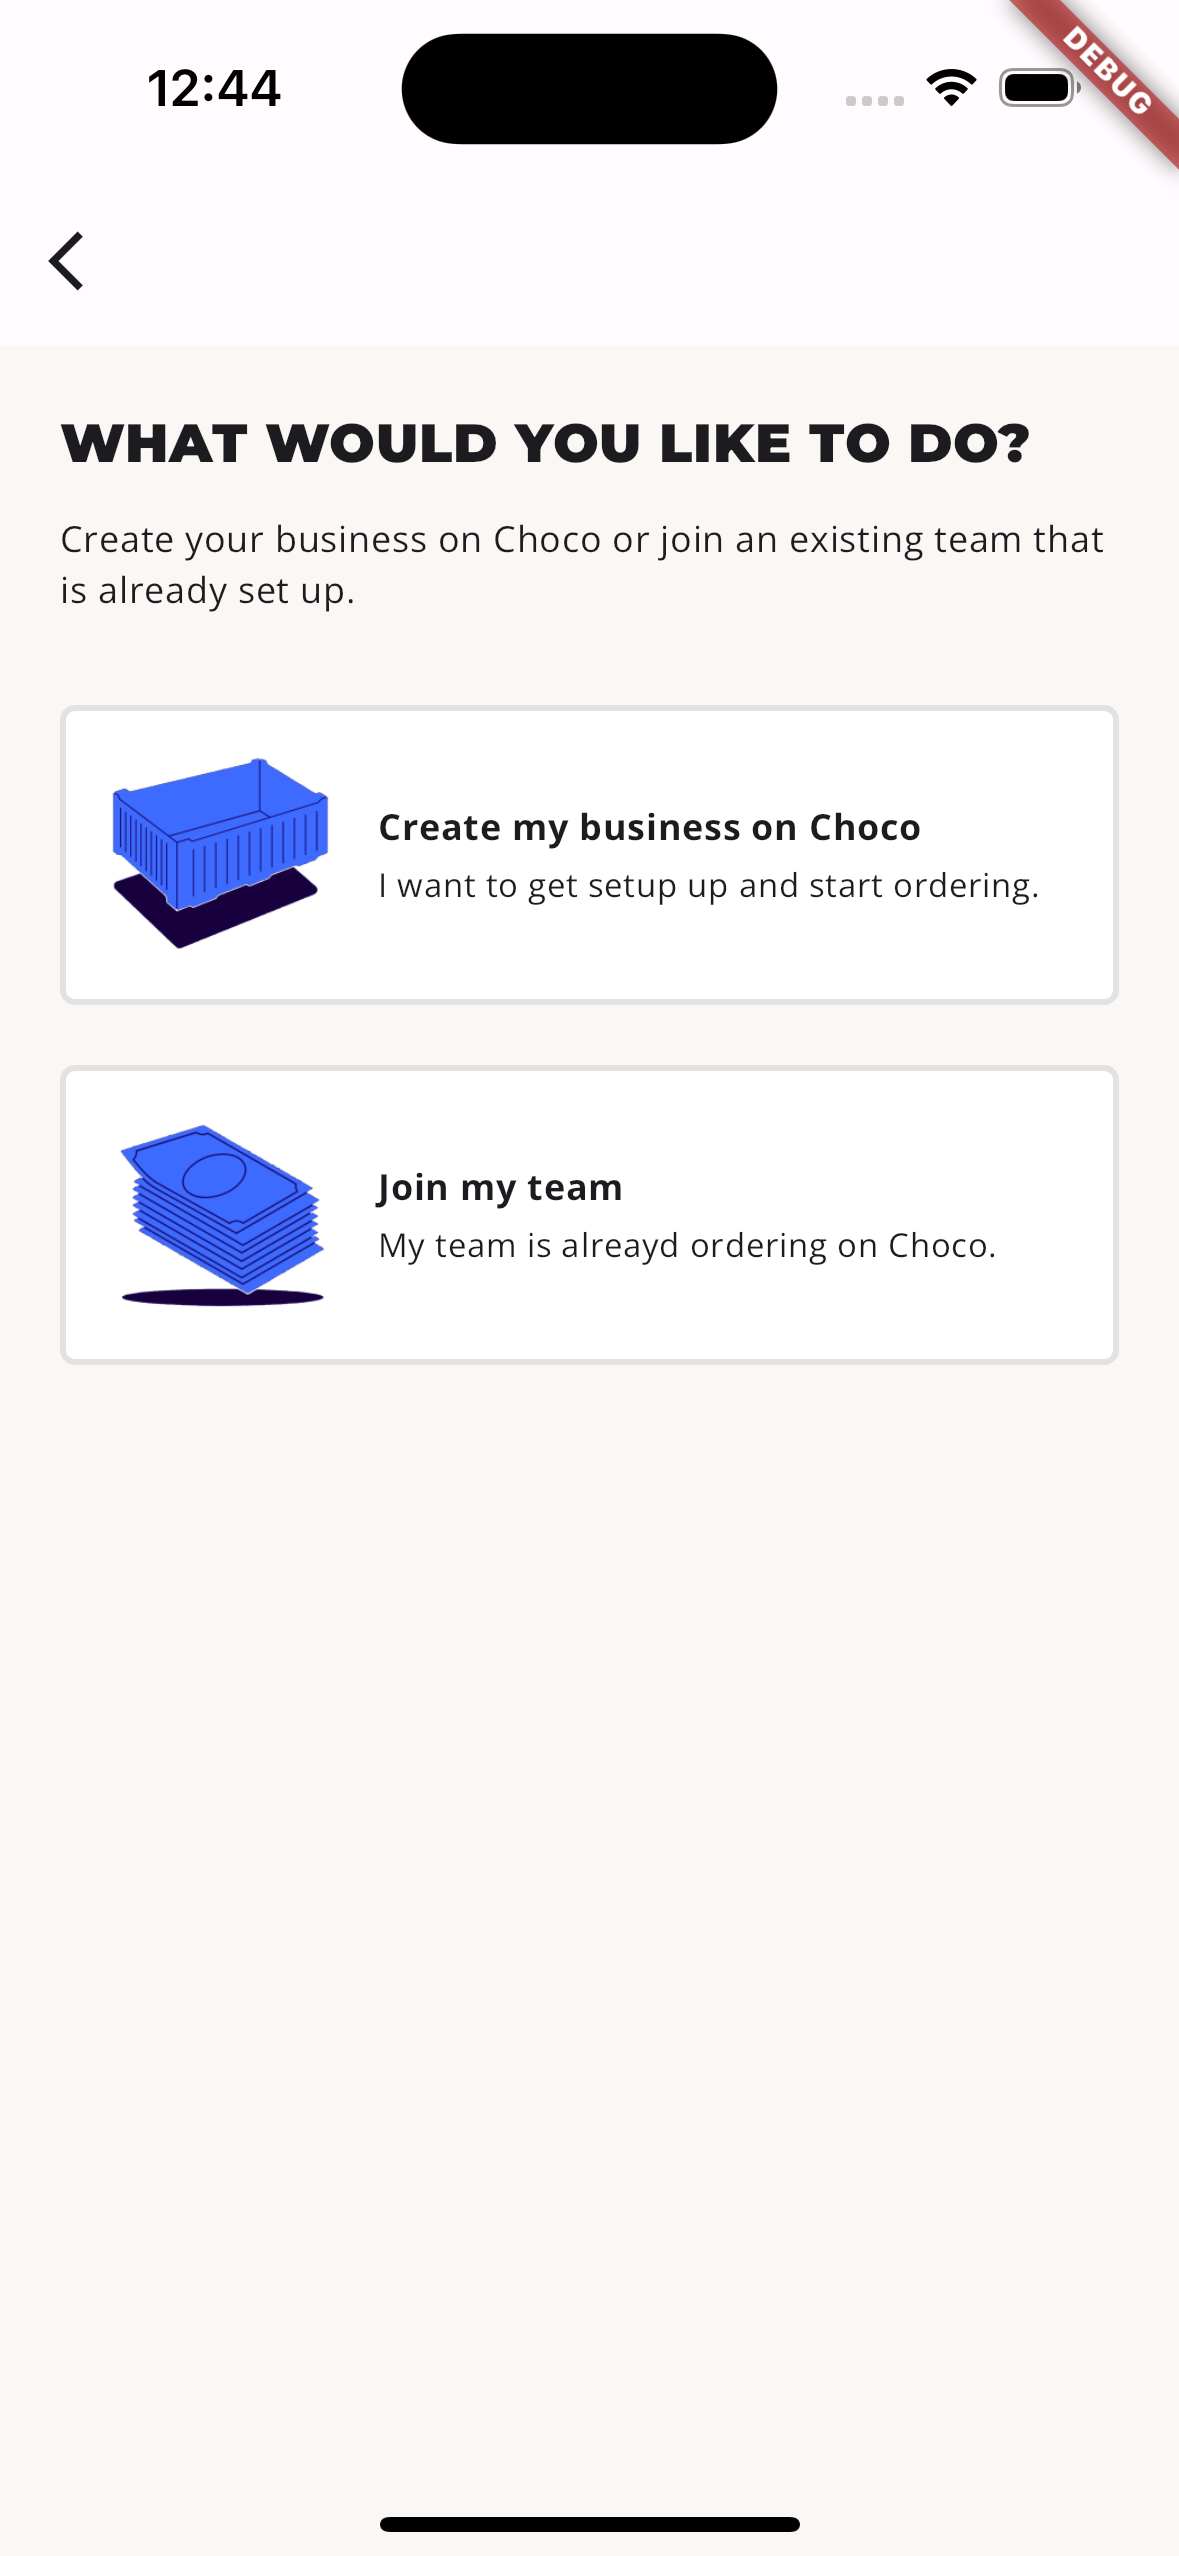 12:44
DEBUG
WHAT WOULD YOU LIKE TO DO?
Create your business on Choco or join an existing team that
is already set up.
Create my business on Choco
I want to get setup up and start ordering.
Join my team
My team is alreayd ordering on Choco.